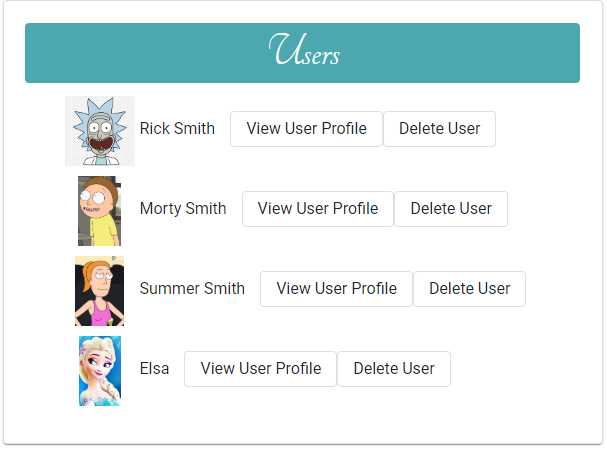 Users
Rick Smith View User Profile Delete User
Morty Smith View User Profile Delete User
Summer Smith View User Profile Delete User
Elsa View User Profile Delete User